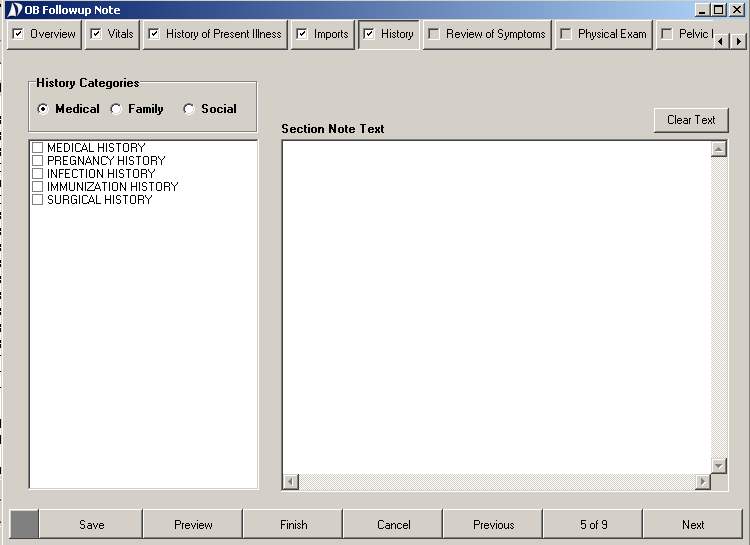 OB Followup Note
Overview Vitals History of Present Illness Imports History Review of Symptoms Physical Exam Pelvic
History Categories
Medical Family Social
Clear Text
Section Note Text
MEDICAL HISTORY
PREGNANCY HISTORY
INFECTION HISTORY
IMMUNIZATION HISTORY
SURGICAL HISTORY
Save Preview Finish Cancel Previous 5 of 9 Next